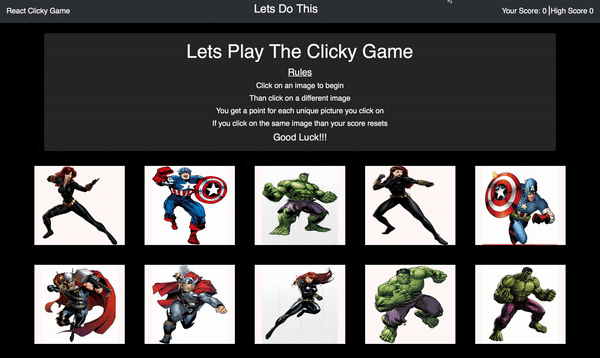 React Clicky Game
Lets Do This
Your Score: 0 | High Score 0
Lets Play The Clicky Game
Rules
Click on an image to begin
Than click on a different image
You get a point for each unique picture you click on
If you click on the same image than your score resets
Good Luck!!!